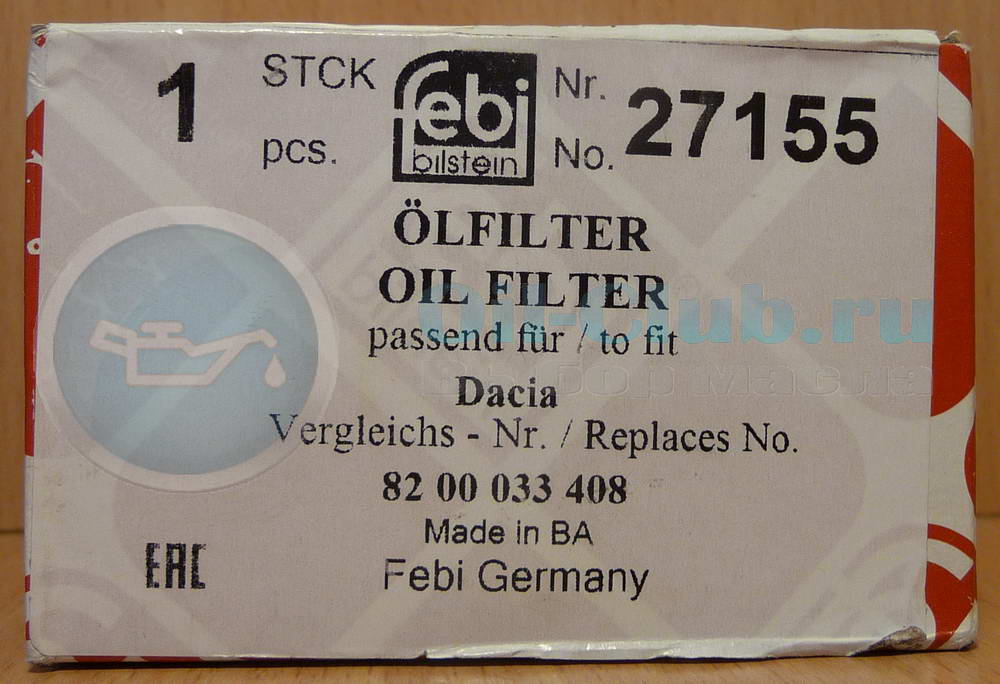 1 STCK pcs.
febi bilstein
Nr. No. 27155
ÖLFILTER
OIL FILTER
passend für / to fit
Dacia
Vergleichs - Nr. / Replaces No.
82 00 033 408
Made in BA
Febi Germany
EAC
Oil-Club.ru